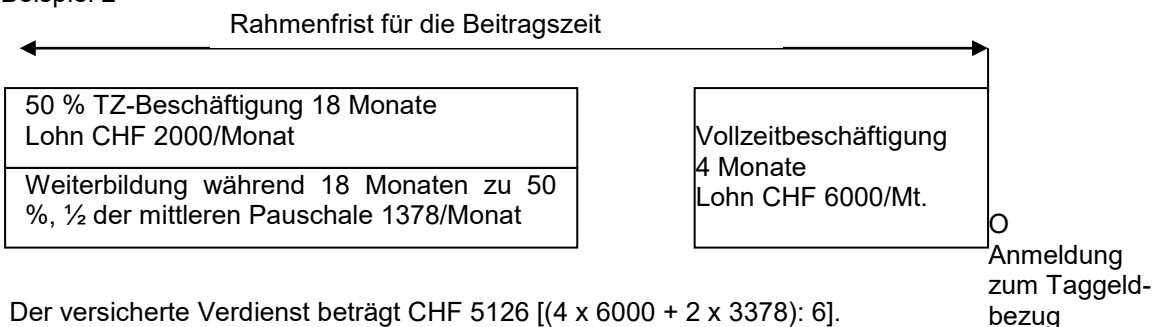 Rahmenfrist für die Beitragszeit
50 % TZ-Beschäftigung 18 Monate
Lohn CHF 2000/Monat
Weiterbildung während 18 Monaten zu 50
%, ½ der mittleren Pauschale 1378/Monat
Vollzeitbeschäftigung
4 Monate
Lohn CHF 6000/Mt.
O
Anmeldung
zum Taggeld-
bezug
Der versicherte Verdienst beträgt CHF 5126 [(4 x 6000 + 2 x 3378): 6].